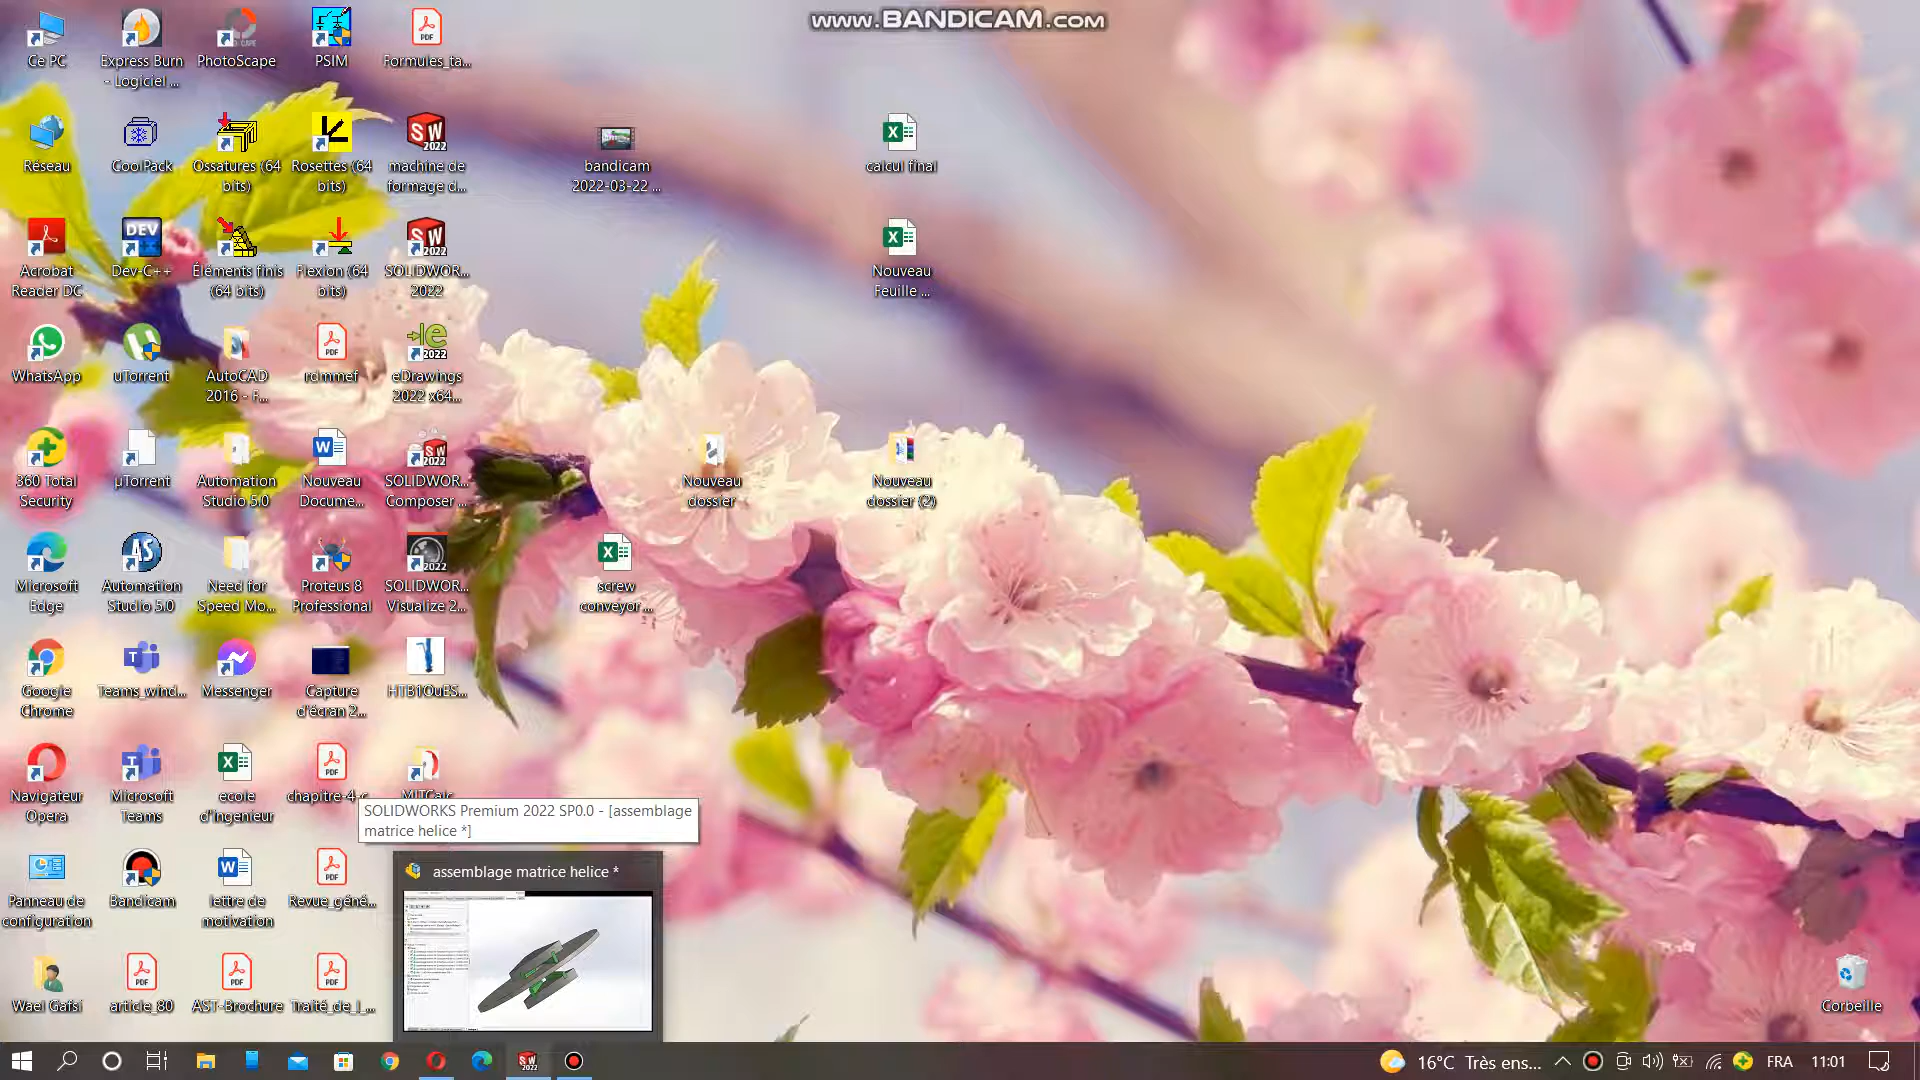 www.BANDICAM.com
Ce PC
Express Burn
- Logiciel ...
PhotoScape
PSIM
Formules_ta...
Réseau
CoolPack
Ossatures (64
bits)
Rosettes (64
bits)
machine de
formage d...
bandicam
2022-03-22 ...
calcul final
Acrobat
Reader DC
Dev-C++
Éléments finis
(64 bits)
Flexion (64
bits)
SOLIDWOR...
2022
Nouveau
Feuille ...
WhatsApp
uTorrent
AutoCAD
2016 - F...
rdmmef
eDrawings
2022 x64...
360 Total
Security
µTorrent
Automation
Studio 5.0
Nouveau
Docume...
SOLIDWOR...
Composer ...
Nouveau
dossier
Nouveau
dossier (2)
Microsoft
Edge
Automation
Studio 5.0
Need for
Speed Mo...
Proteus 8
Professional
SOLIDWOR...
Visualize 2...
screw
conveyor ...
Google
Chrome
Teams_wind...
Messenger
Capture
d'écran 2...
HTB1OuES...
Navigateur
Opera
Microsoft
Teams
ecole
d'ingenieur
chapitre-4-c...
MITCalc
SOLIDWORKS Premium 2022 SP0.0 - [assemblage
matrice helice *]
assemblage matrice helice *
Panneau de
configuration
Bandicam
lettre de
motivation
Revue_géné...
Wael Gafsi
article_80
AST-Brochure
Traité_de_l_...
Corbeille
16°C Très ens...
FRA
11:01